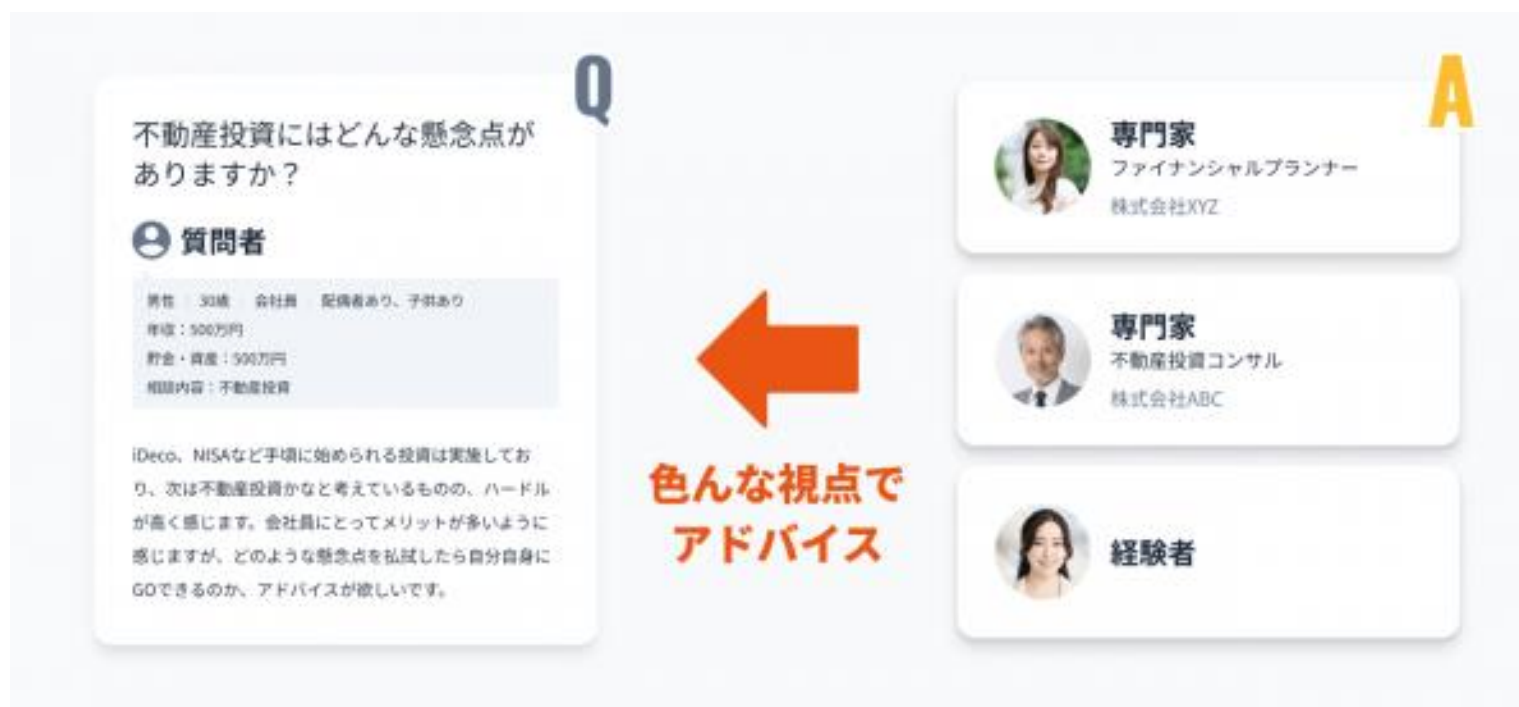 Q
不動産投資にはどんな懸念点が
ありますか？
質問者
男性 30歳 会社員 配偶者あり、子供あり
年収：500万円
貯金・資産：500万円
相談内容：不動産投資
iDeco、NISAなど手頃に始められる投資は実施してお
り、次は不動産投資かなと考えているものの、ハードル
が高く感じます。会社員にとってメリットが多いように
感じますが、どのような懸念点を払拭したら自分自身に
GOできるのか、アドバイスが欲しいです。
色んな視点で
アドバイス
A
専門家
ファイナンシャルプランナー
株式会社XYZ
専門家
不動産投資コンサル
株式会社ABC
経験者